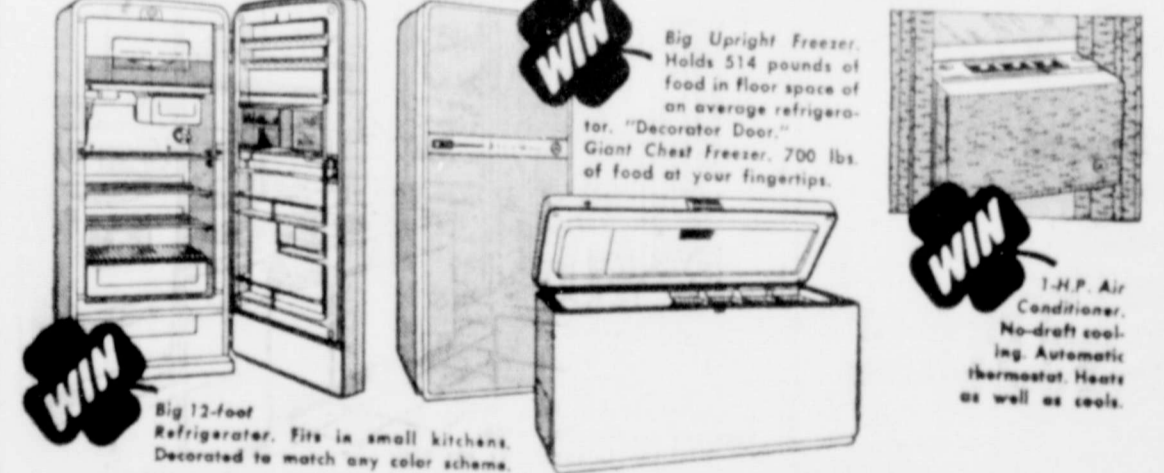 WIN
Big Upright Freezer.
Holds 514 pounds of
food in floor space of
an average refrigera-
tor. "Decorator Door."
Giant Chest Freezer. 700 lbs.
of food at your fingertips.
WIN
1-H.P. Air
Conditioner.
No-draft cool-
ing. Automatic
thermostat. Heats
as well as cools.
WIN
Big 12-foot
Refrigerator. Fits in small kitchens.
Decorated to match any color scheme.